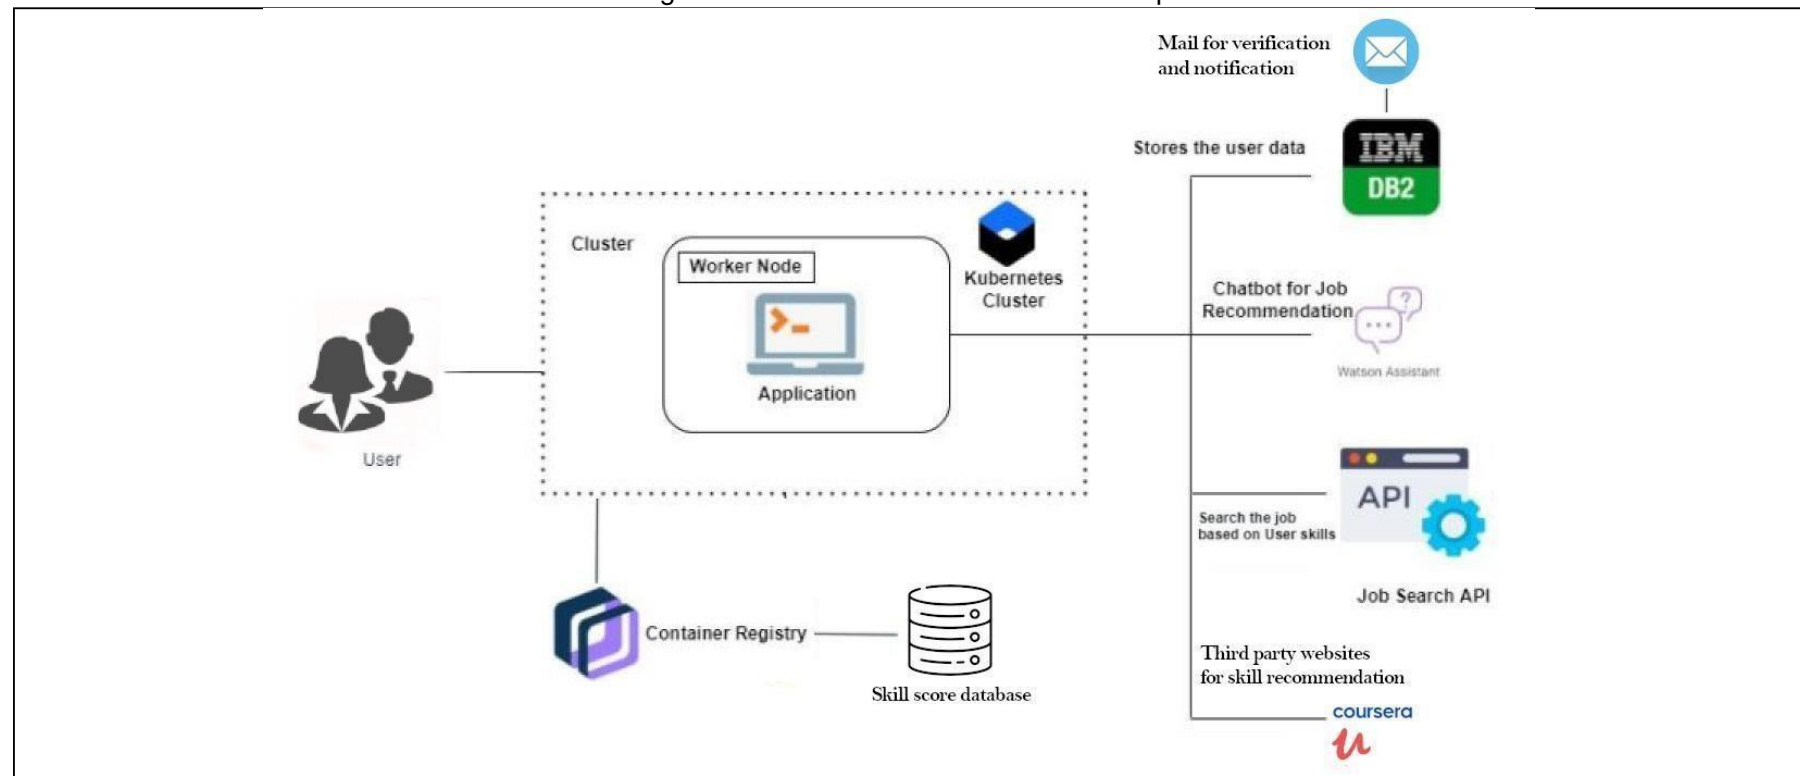 Mail for verification
and notification
IBM
DB2
Stores the user data
Cluster
Worker Node
Kubernetes
Cluster
Application
Chatbot for Job
Recommendation
Watson Assistant
User
API
Search the job
based on User skills
Job Search API
Container Registry
Skill score database
Third party websites
for skill recommendation
coursera